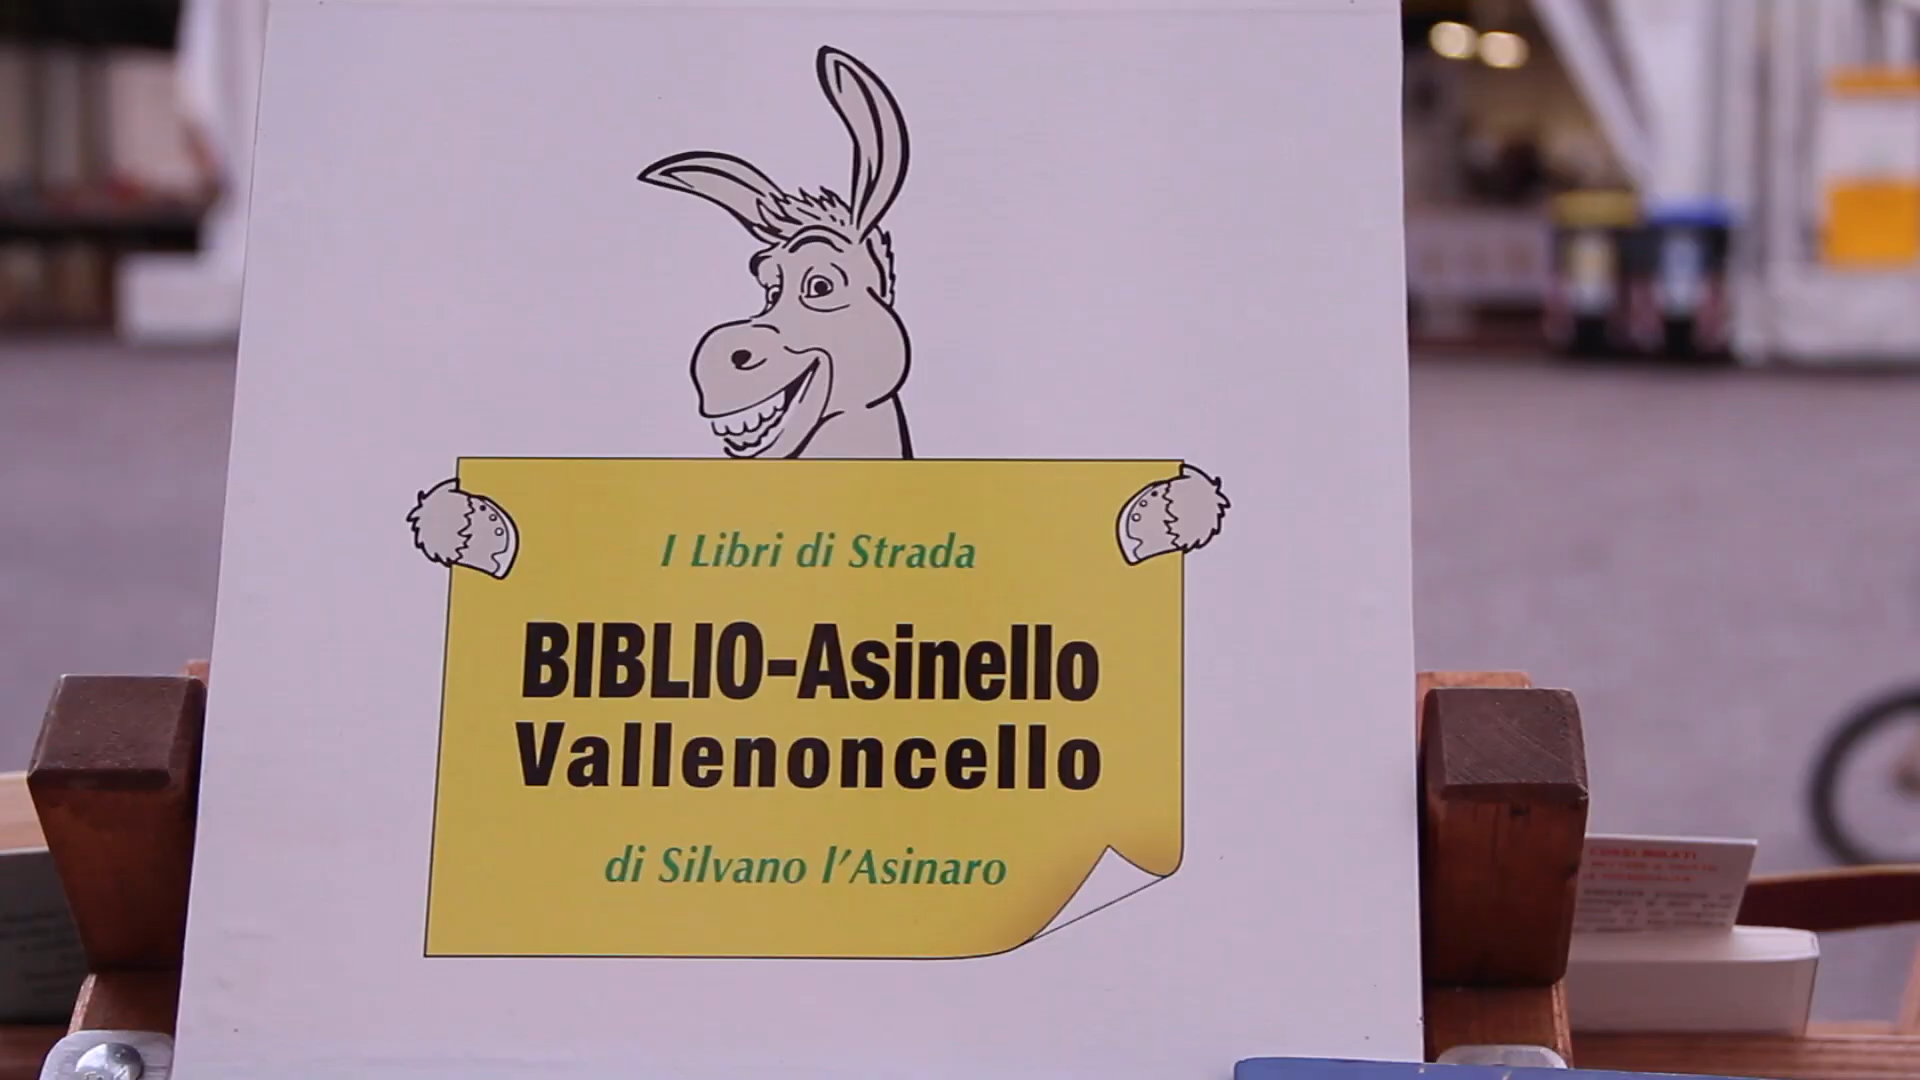 I Libri di Strada
BIBLIO-Asinello
Vallenoncello
di Silvano l'Asinaro